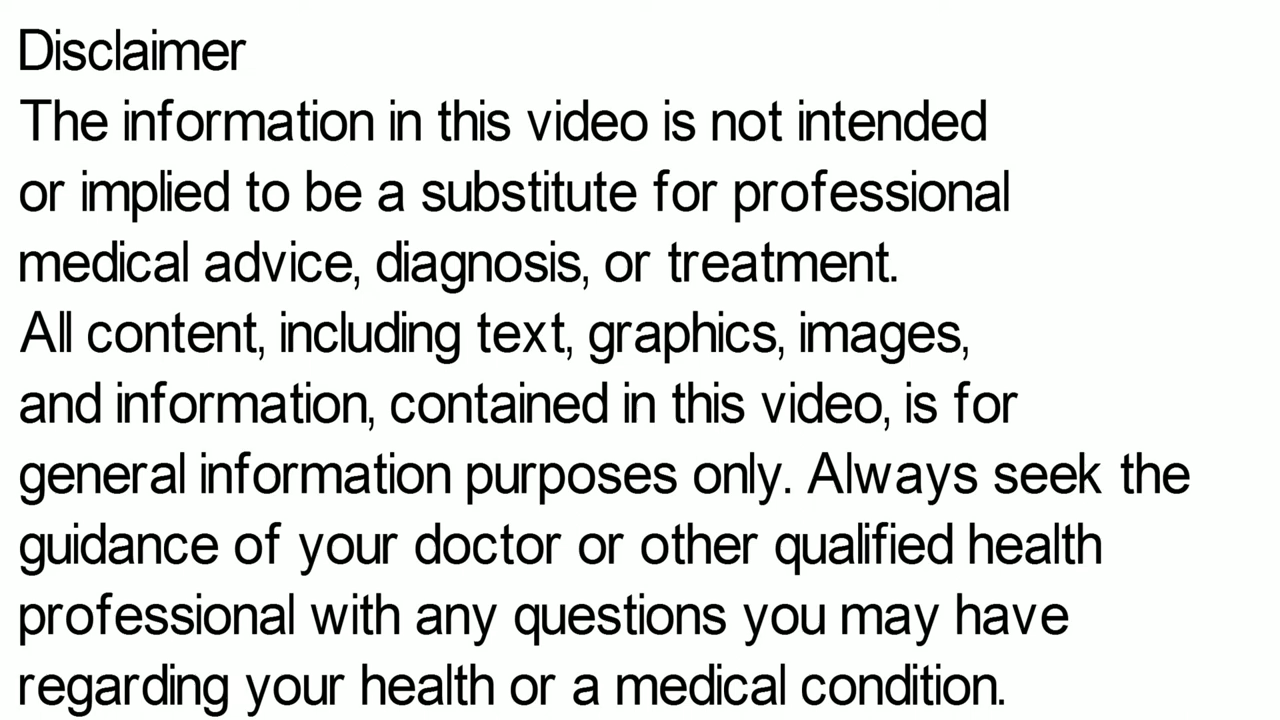 Disclaimer
The information in this video is not intended
or implied to be a substitute for professional
medical advice, diagnosis, or treatment.
All content, including text, graphics, images,
and information, contained in this video, is for
general information purposes only. Always seek the
guidance of your doctor or other qualified health
professional with any questions you may have
regarding your health or a medical condition.